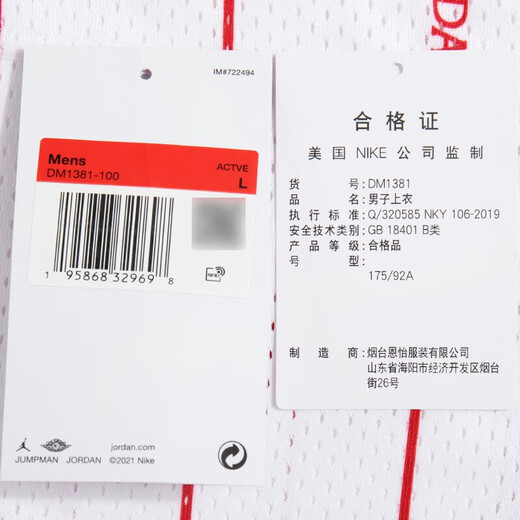 RDA
IM#722494
Mens
DM1381-100
ACTVE
L
1 95868 32969 8
RFID
JUMPMAN JORDAN
jordan.com
©2021 Nike
合格证
美国 NIKE 公司监制
货号:DM1381
品名:男子上衣
执行标准:Q/320585 NKY 106-2019
安全技术类别:GB 18401 B类
产品等级:合格品
号型:
175/92A
制造商:烟台恩怡服装有限公司
山东省海阳市经济开发区烟台
街26号